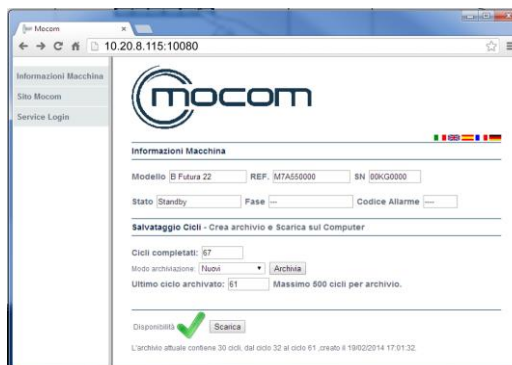 Mocom
10.20.8.115:10080
Informazioni Macchina
Sito Mocom
Service Login
mocom
Informazioni Macchina
Modello B Futura 22 REF. M7A550000 SN 00KG0000
Stato Standby Fase --- Codice Allarme ----
Salvataggio Cicli - Crea archivio e Scarica sul Computer
Cicli completati: 67
Modo archiviazione: Nuovi Archivia
Ultimo ciclo archiviato: 61 Massimo 500 cicli per archivio.
Disponibilità Scarica
L'archivio attuale contiene 30 cicli, dal ciclo 32 al ciclo 61 ,creato il 19/02/2014 17:01:32.